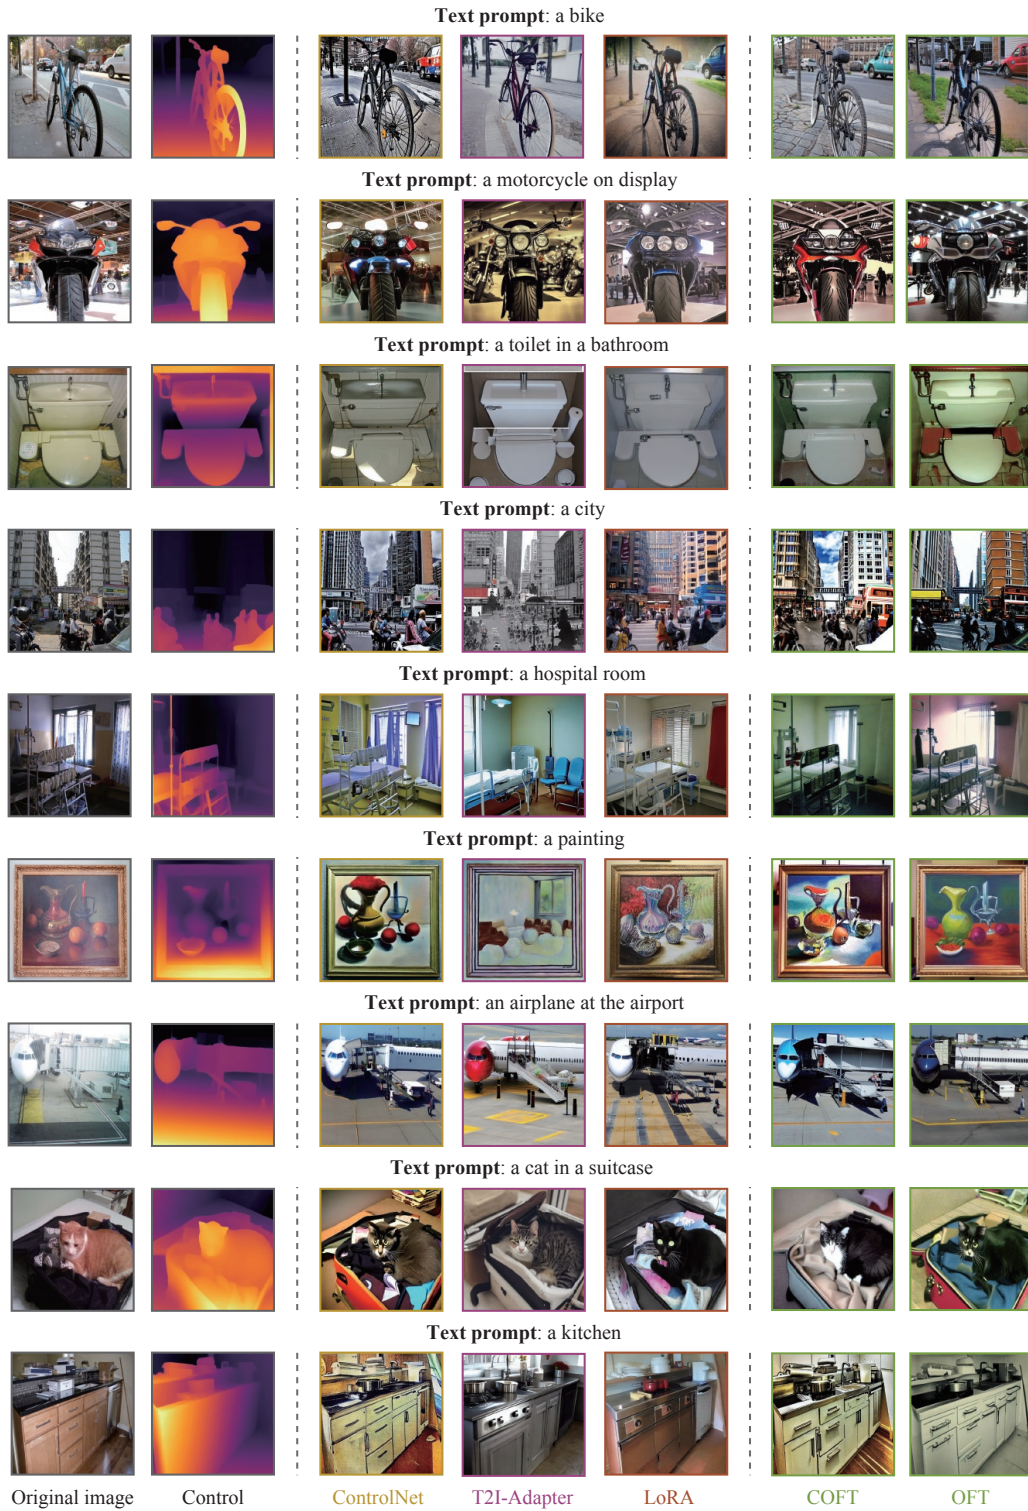 Text prompt: a bike
Text prompt: a motorcycle on display
Text prompt: a toilet in a bathroom
Text prompt: a city
Text prompt: a hospital room
Text prompt: a painting
Text prompt: an airplane at the airport
Text prompt: a cat in a suitcase
Text prompt: a kitchen
Original image Control ControlNet T2I-Adapter LoRA COFT OFT